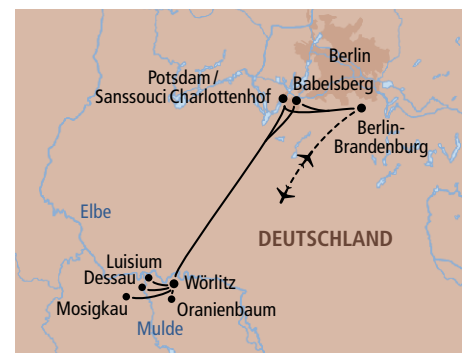 Berlin
Potsdam /
Sanssouci Charlottenhof
Babelsberg
Berlin-
Brandenburg
Elbe
DEUTSCHLAND
Luisium
Dessau
Wörlitz
Mosigkau
Oranienbaum
Mulde